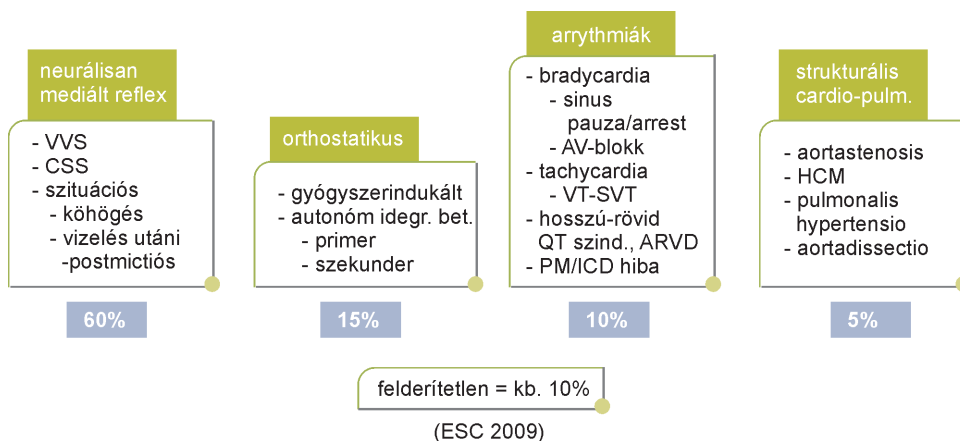 neurálisan
mediált reflex
- VVS
- CSS
- szituációs
- köhögés
- vizelés utáni
-postmictiós
60%
orthostatikus
- gyógyszerindukált
- autonóm idegr. bet.
- primer
- szekunder
15%
arrythmiák
- bradycardia
- sinus
pauza/arrest
- AV-blokk
- tachycardia
- VT-SVT
- hosszú-rövid
QT szind., ARVD
- PM/ICD hiba
10%
strukturális
cardio-pulm.
- aortastenosis
- HCM
- pulmonalis
hypertensio
- aortadissectio
5%
felderítetlen = kb. 10%
(ESC 2009)